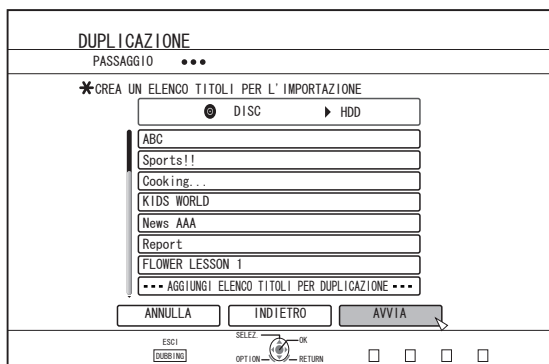 DUPLICAZIONE
PASSAGGIO
CREA UN ELENCO TITOLI PER L'IMPORTAZIONE
DISC HDD
ABC
Sports!!
Cooking...
KIDS WORLD
News AAA
Report
FLOWER LESSON 1
--- AGGIUNGI ELENCO TITOLI PER DUPLICAZIONE ---
ANNULLA INDIETRO AVVIA
ESCI
DUBBING
SELEZ.
OK
OPTION
RETURN